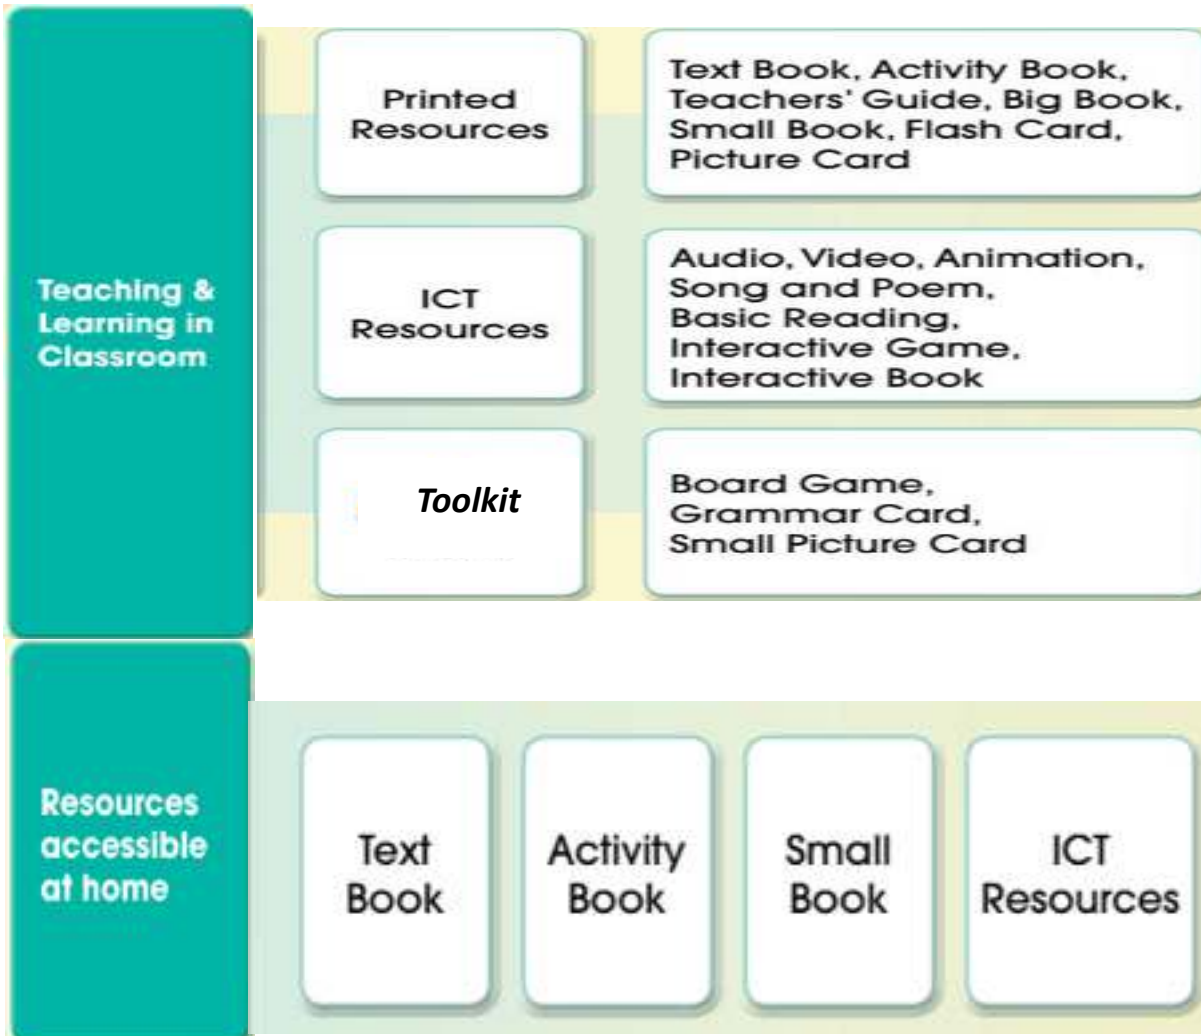 Teaching &
Learning in
Classroom
Printed
Resources
Text Book, Activity Book,
Teachers' Guide, Big Book,
Small Book, Flash Card,
Picture Card
ICT
Resources
Audio, Video, Animation,
Song and Poem,
Basic Reading,
Interactive Game,
Interactive Book
Toolkit
Board Game,
Grammar Card,
Small Picture Card
Resources
accessible
at home
Text
Book
Activity
Book
Small
Book
ICT
Resources